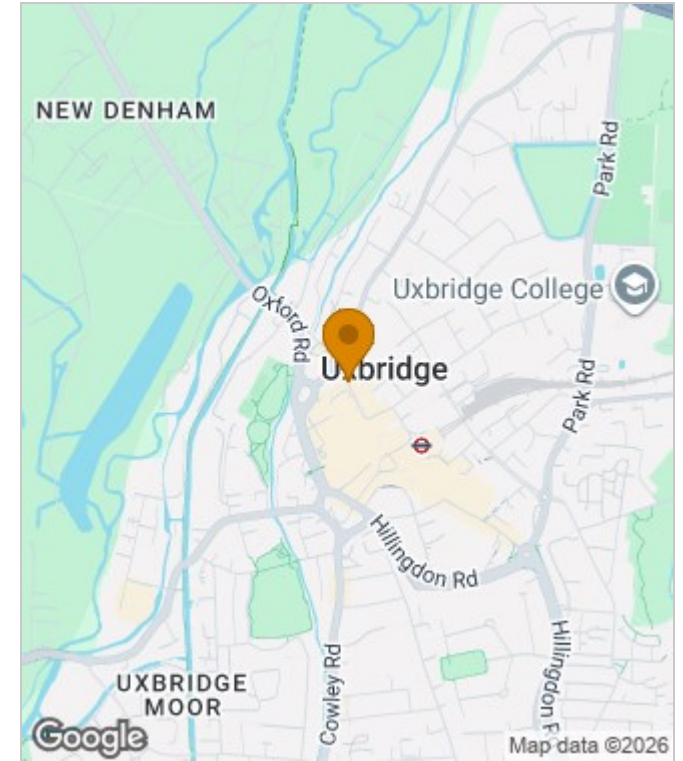 NEW DENHAM
Park Rd
Uxbridge College
Oxford Rd
Uxbridge
Park Rd
Hillingdon Rd
Hillingdon R
Cowley Rd
UXBRIDGE
MOOR
Google
Map data ©2026